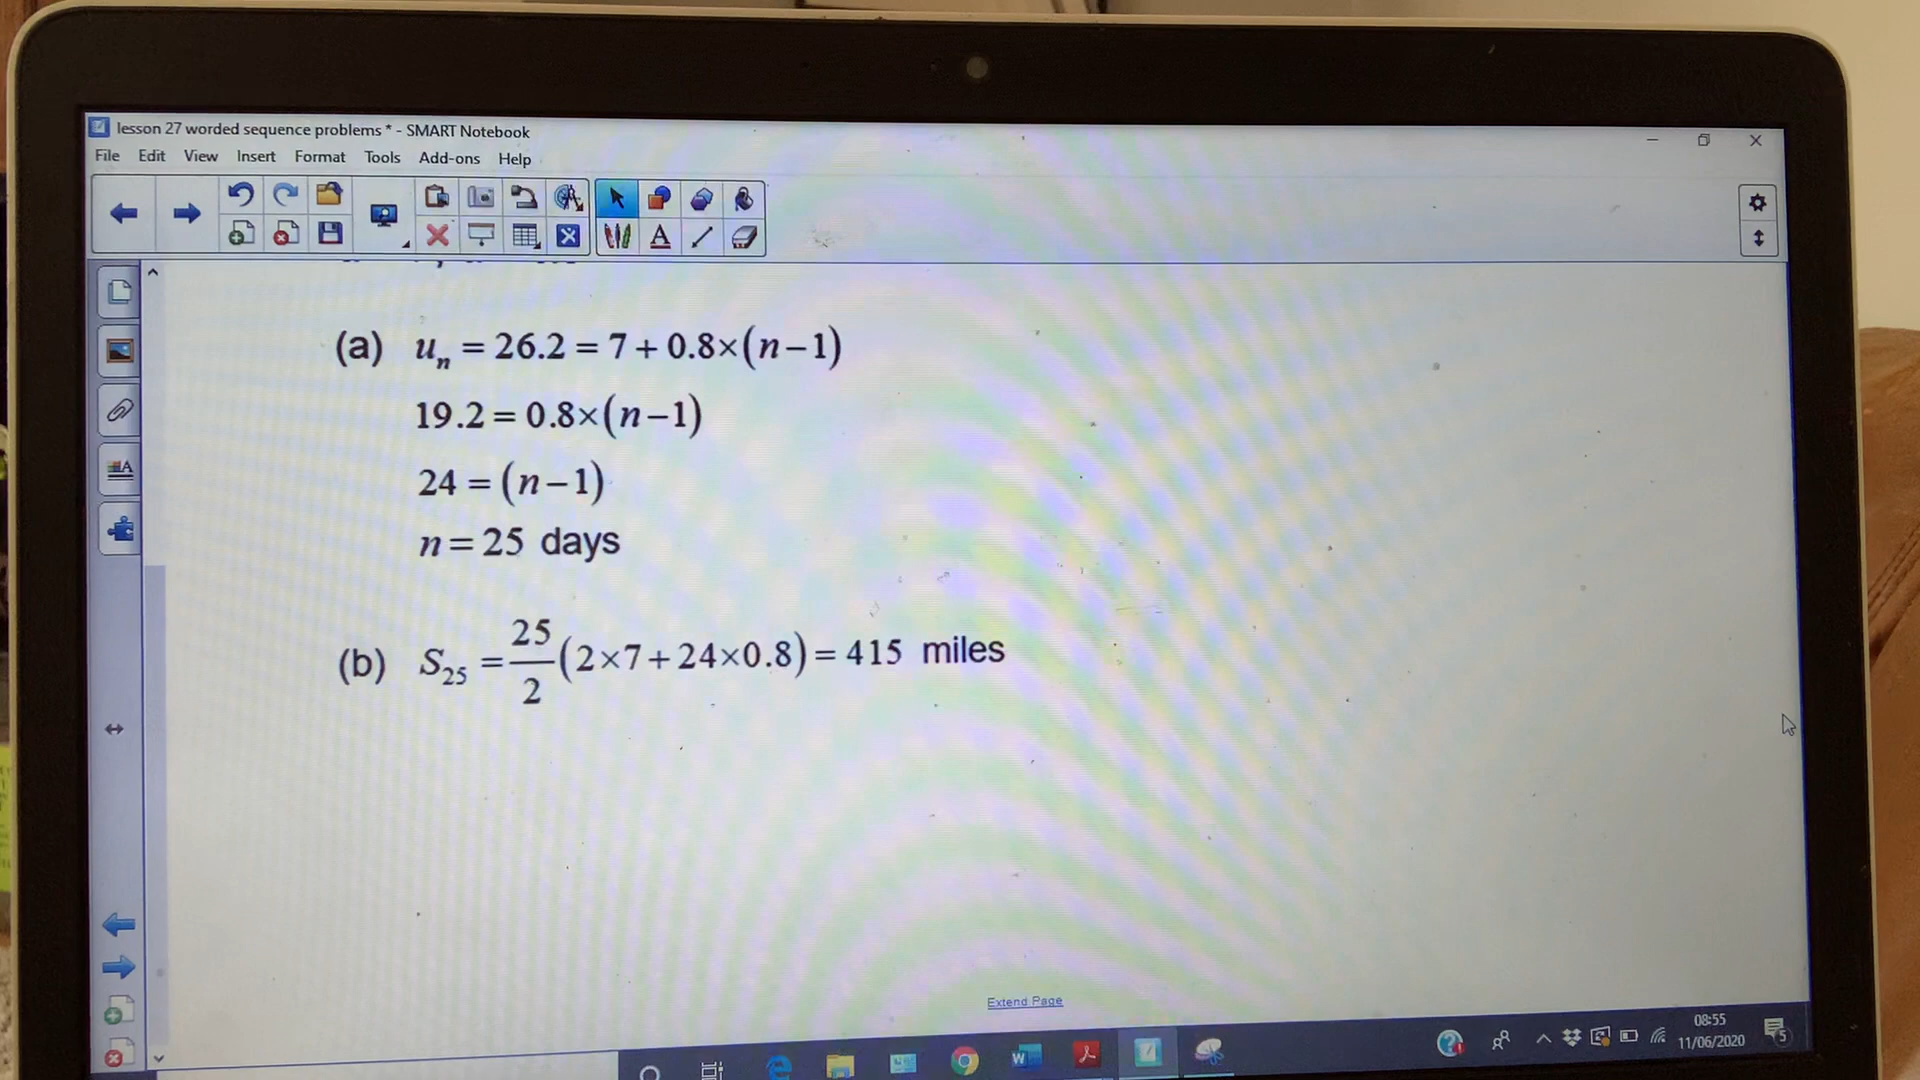 lesson 27 worded sequence problems * - SMART Notebook
File Edit View Insert Format Tools Add-ons Help
(a) uₙ = 26.2 = 7 + 0.8×(n−1)
19.2 = 0.8×(n−1)
24 = (n−1)
n = 25 days
(b) S₂₅ = 25/2 (2×7+24×0.8) = 415 miles
Extend Page
08:55
11/06/2020
5